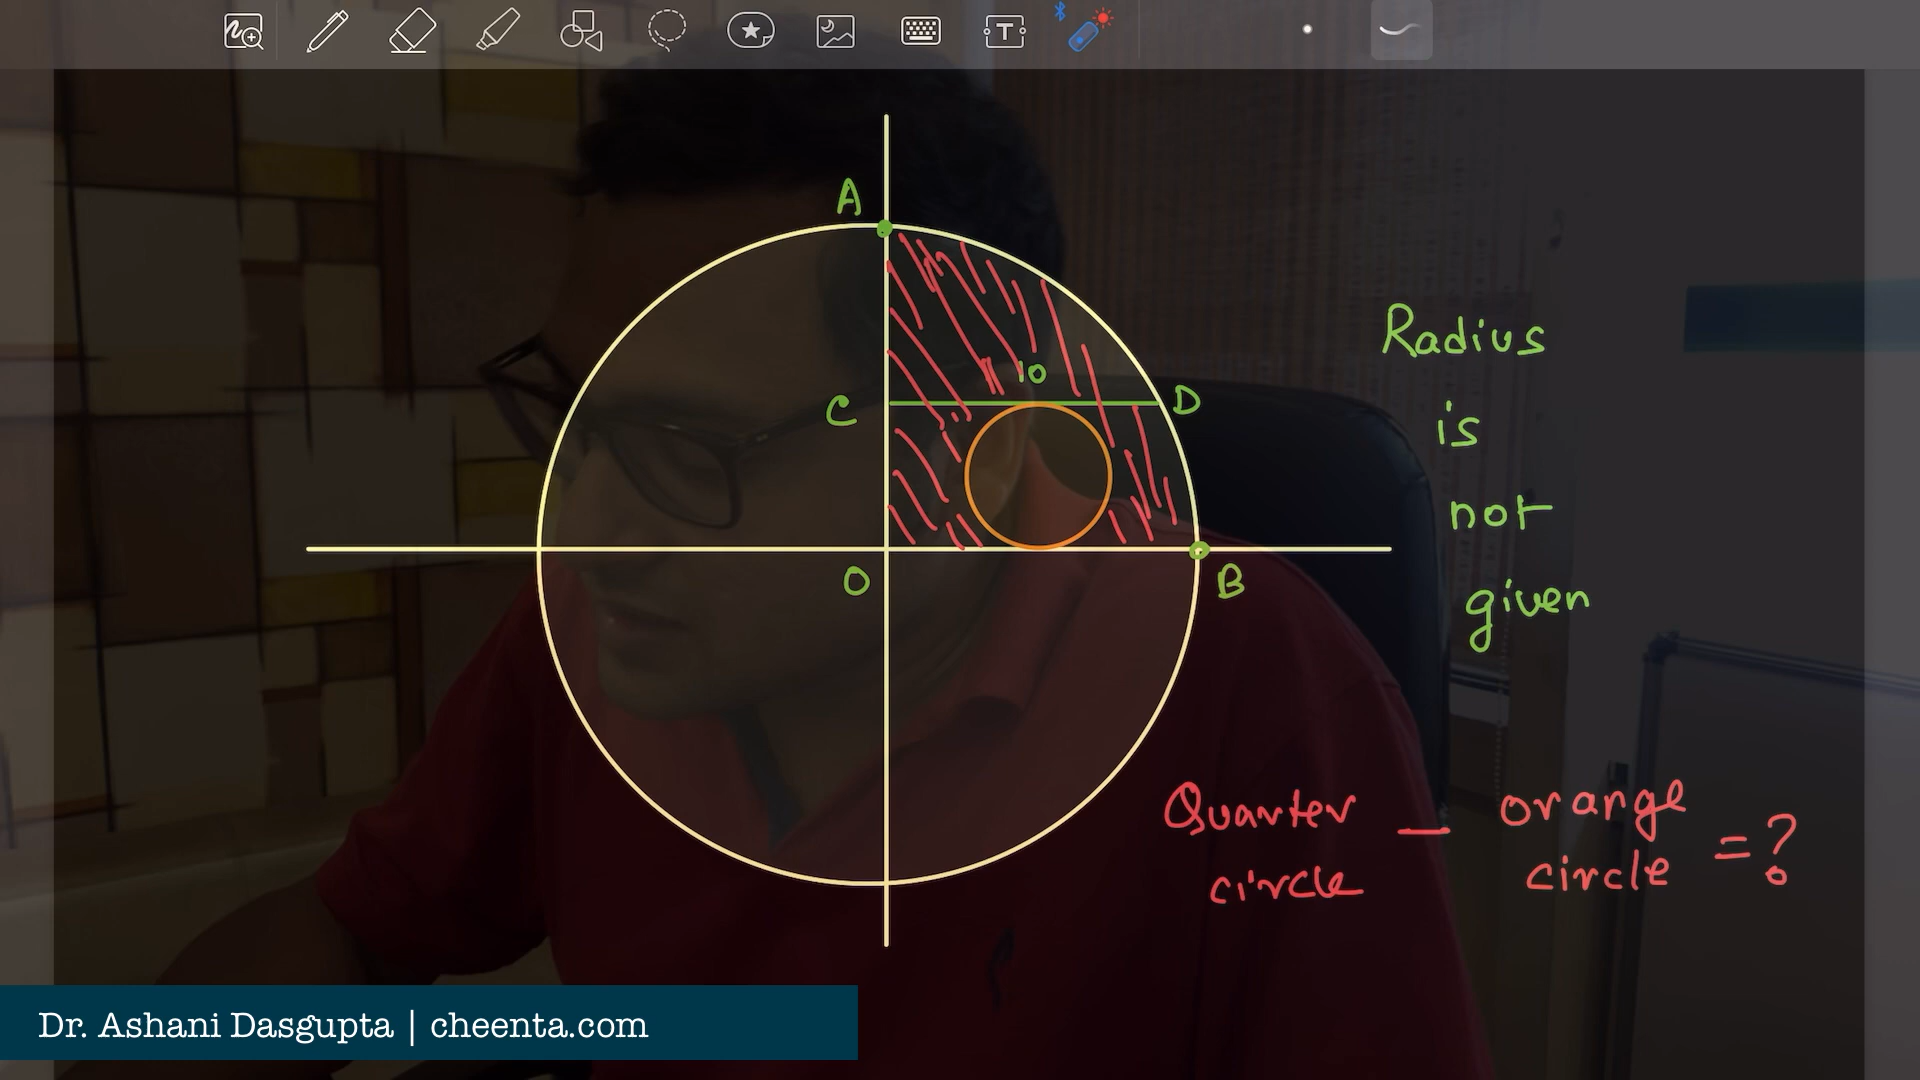 T
A
10
C
D
O
B
Radius
is
not
given
Quarter — orange = ?
circle circle
Dr. Ashani Dasgupta | cheenta.com